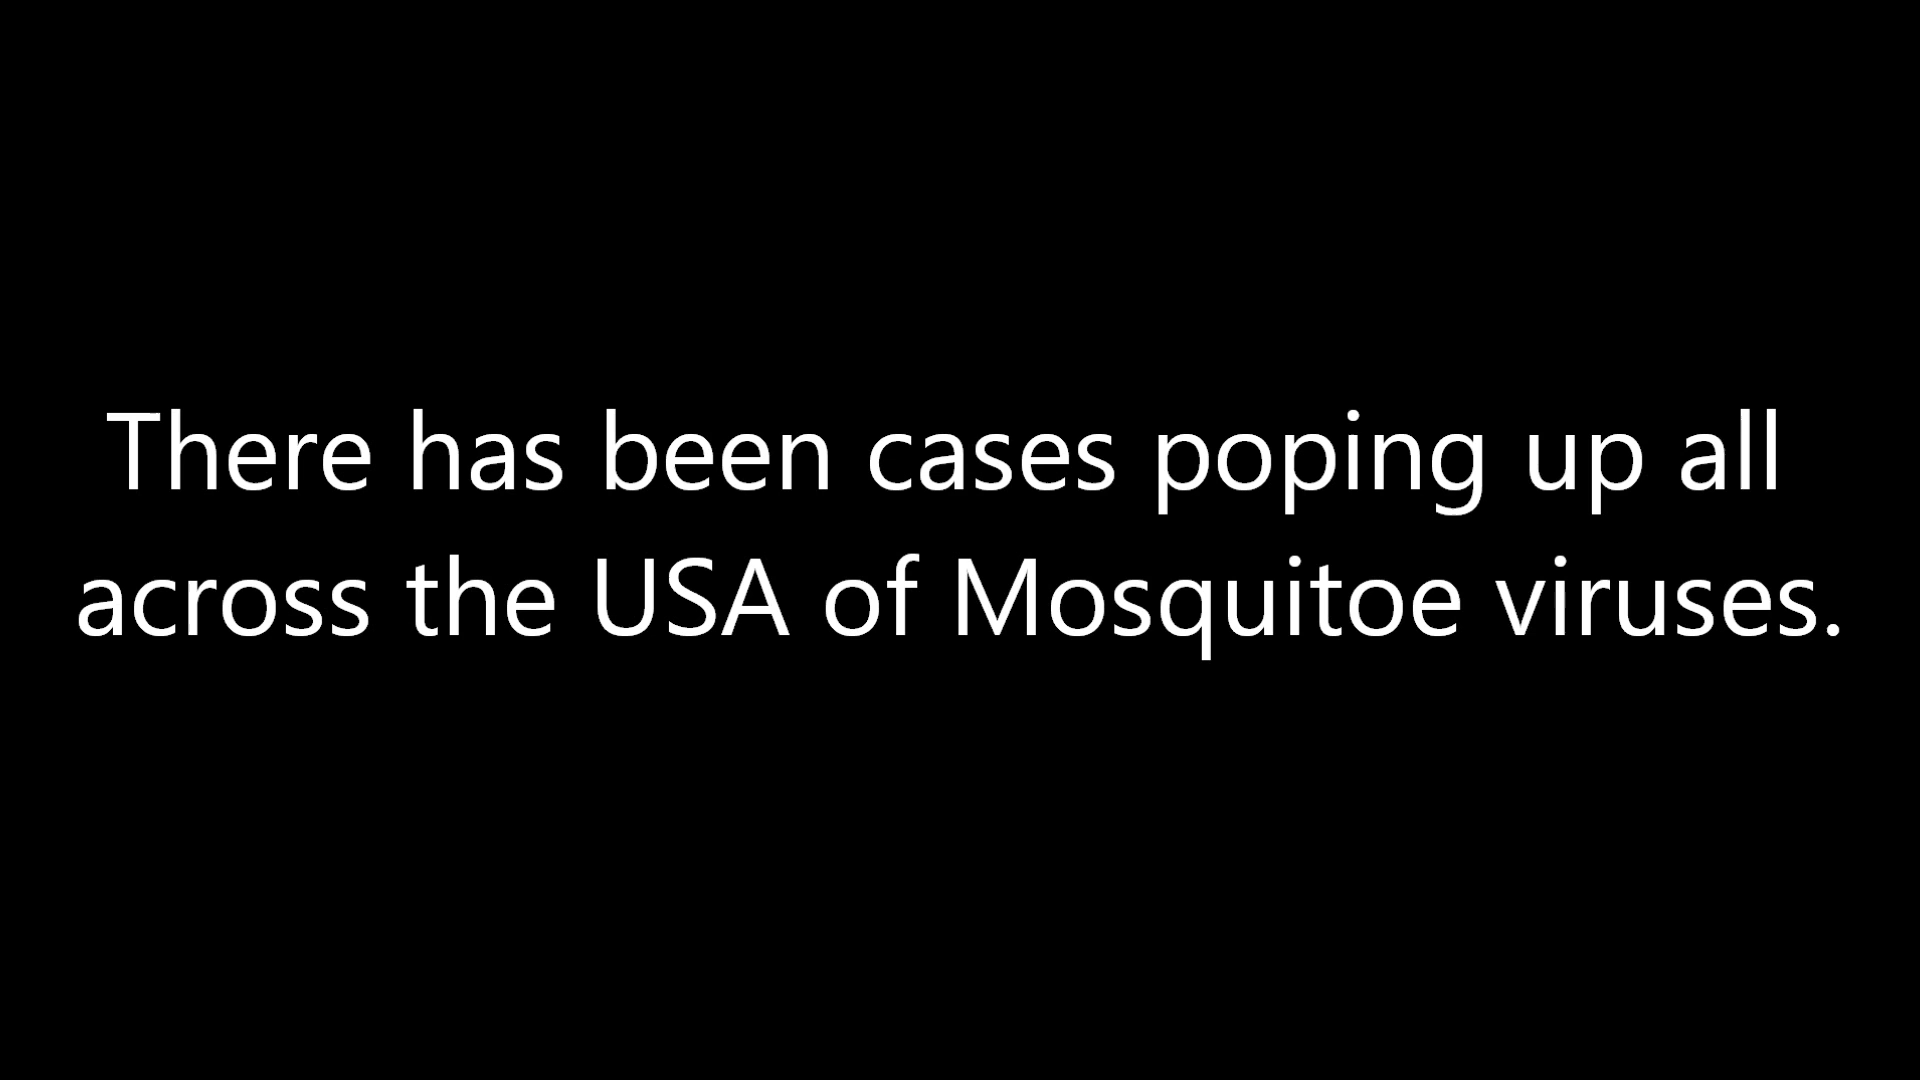 There has been cases poping up all
across the USA of Mosquitoe viruses.